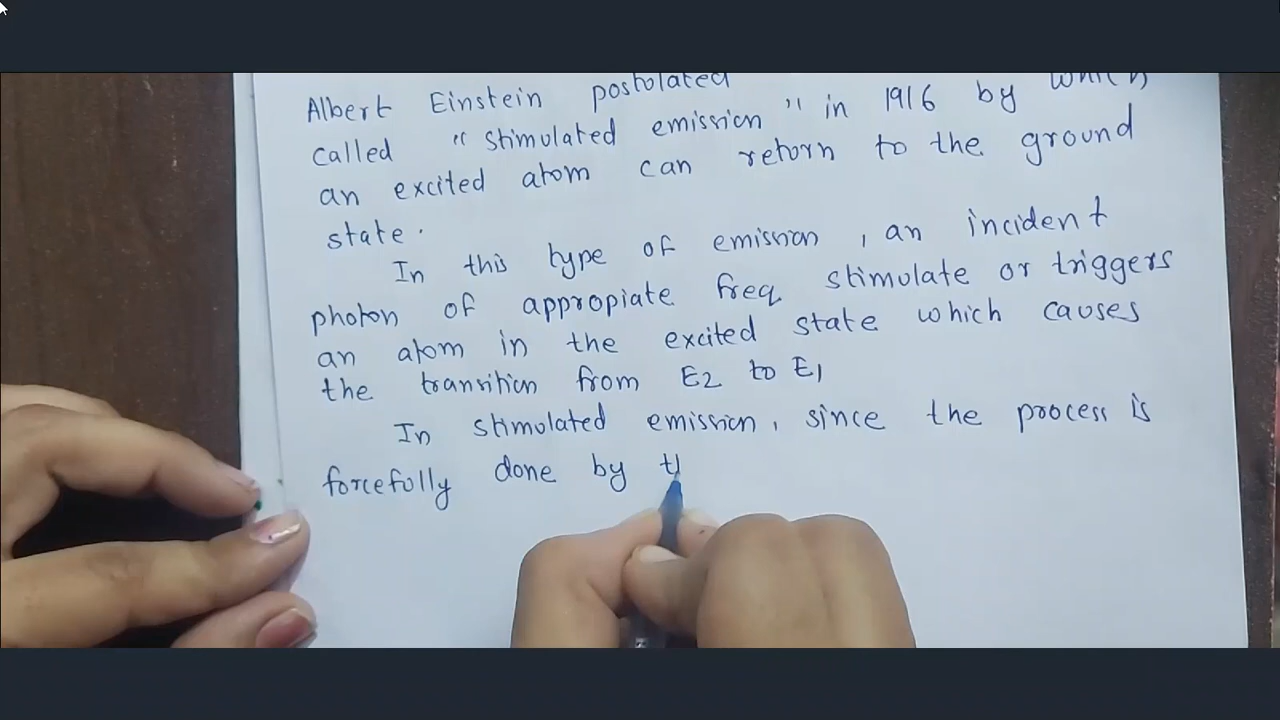 Albert Einstein postolated
called "stimulated emission" in 1916 by which
an excited atom can return to the ground
state.
In this type of emission, an incident
photon of appropiate freq stimulate or triggers
an atom in the excited state which causes
the transition from E2 to E1
In stimulated emission, since the process is
forcefully done by